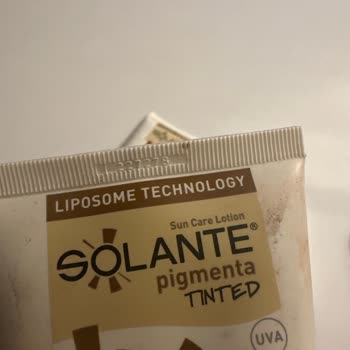 LIPOSOME TECHNOLOGY
Sun Care Lotion
SOLANTE®
pigmenta
TINTED
UVA